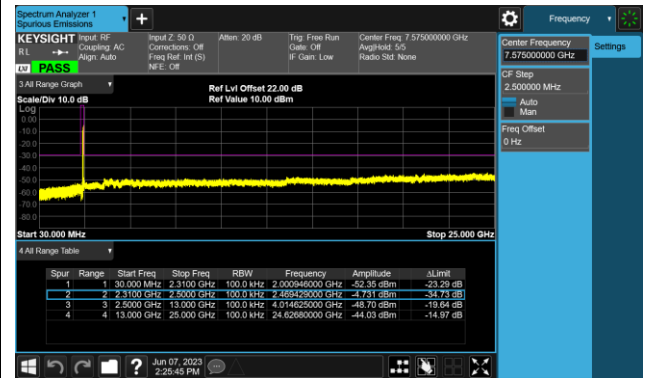 Spectrum Analyzer 1
Spurious Emissions
Frequency
KEYSIGHT Input: RF Input Z: 50 Ω Atten: 20 dB Trig: Free Run Center Freq: 7.575000000 GHz
RL Coupling: AC Corrections: Off Gate: Off Avg|Hold: 5/5
Align: Auto Freq Ref: Int (S) IF Gain: Low Radio Std: None
NFE: Off
LXI PASS
Center Frequency
7.575000000 GHz
Settings
CF Step
2.500000 MHz
Auto
Man
Freq Offset
0 Hz
3 All Range Graph
Ref Lvl Offset 22.00 dB
Scale/Div 10.0 dB Ref Value 10.00 dBm
Log
0.00
-10.0
-20.0
-30.0
-40.0
-50.0
-60.0
-70.0
-80.0
Start 30.000 MHz Stop 25.000 GHz
4 All Range Table
Spur Range Start Freq Stop Freq RBW Frequency Amplitude ΔLimit
1 1 30.000 MHz 2.3100 GHz 100.0 kHz 2.000946000 GHz -52.35 dBm -23.29 dB
2 2 2.3100 GHz 2.5000 GHz 100.0 kHz 2.469429000 GHz -4.731 dBm -34.73 dB
3 3 2.5000 GHz 13.000 GHz 100.0 kHz 4.014625000 GHz -48.70 dBm -19.64 dB
4 4 13.000 GHz 25.000 GHz 100.0 kHz 24.62680000 GHz -44.03 dBm -14.97 dB
Jun 07, 2023
2:25:45 PM